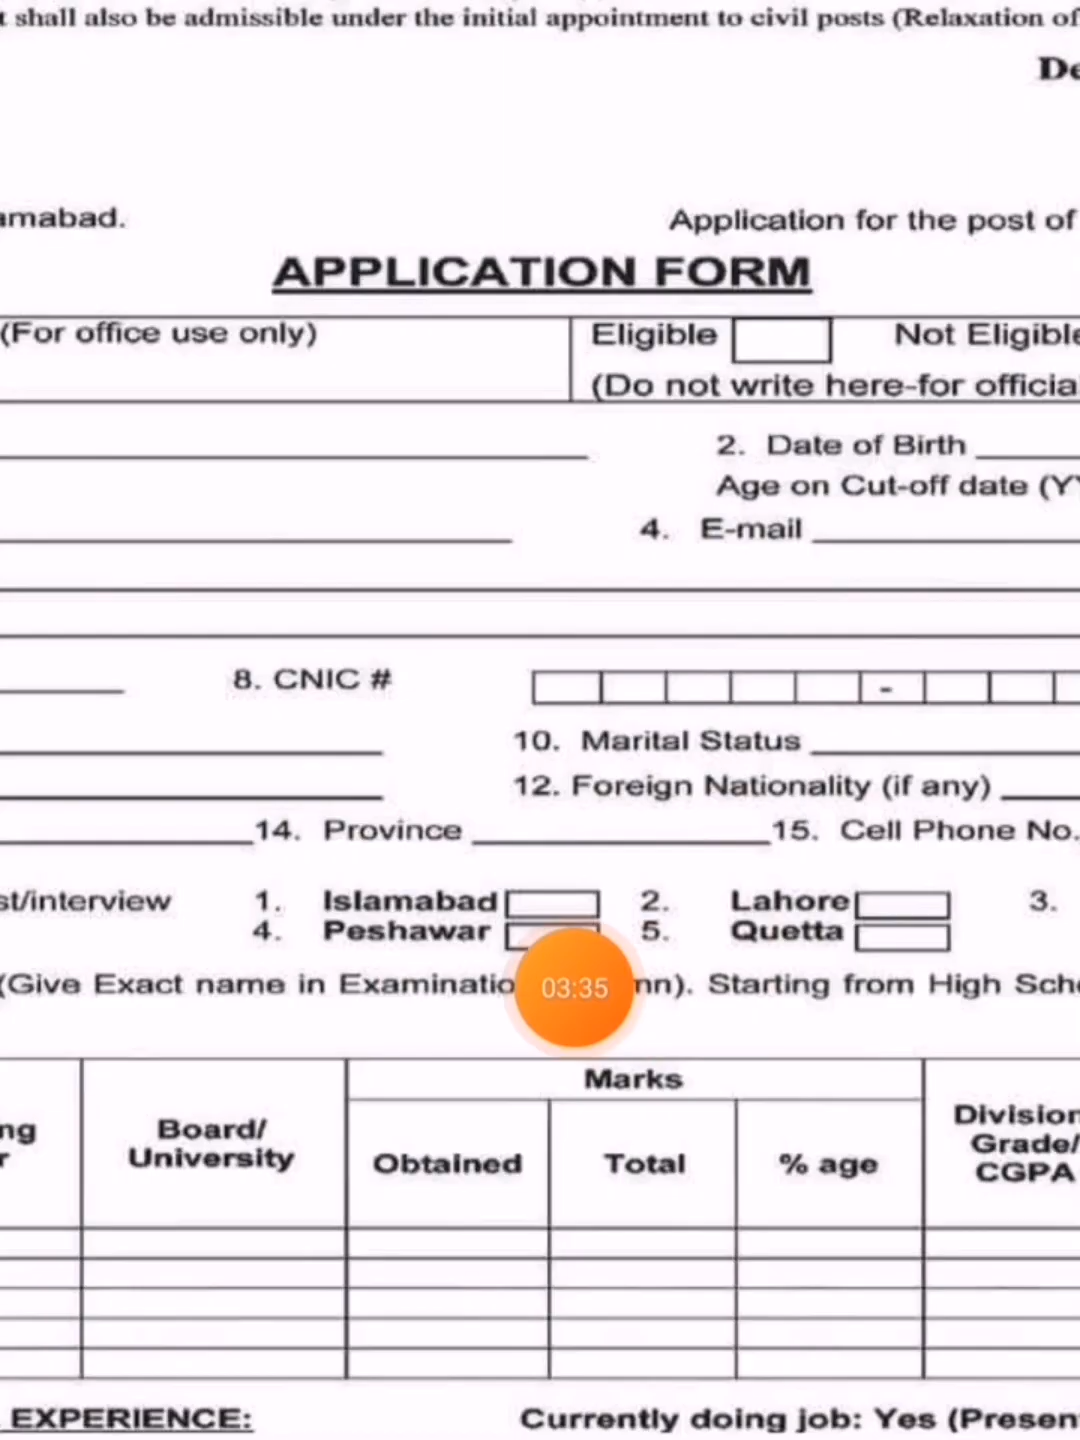 t shall also be admissible under the initial appointment to civil posts (Relaxation of
De
amabad. Application for the post of
APPLICATION FORM
(For office use only) Eligible Not Eligible
(Do not write here-for official
2. Date of Birth
Age on Cut-off date (YY
4. E-mail
8. CNIC # -
10. Marital Status
12. Foreign Nationality (if any)
14. Province 15. Cell Phone No.
st/interview 1. Islamabad 2. Lahore 3.
4. Peshawar 5. Quetta
(Give Exact name in Examinatio 03:35 nn). Starting from High Scho
Marks
ng Board/ Division
r University Grade/
Obtained Total % age CGPA
EXPERIENCE: Currently doing job: Yes (Present